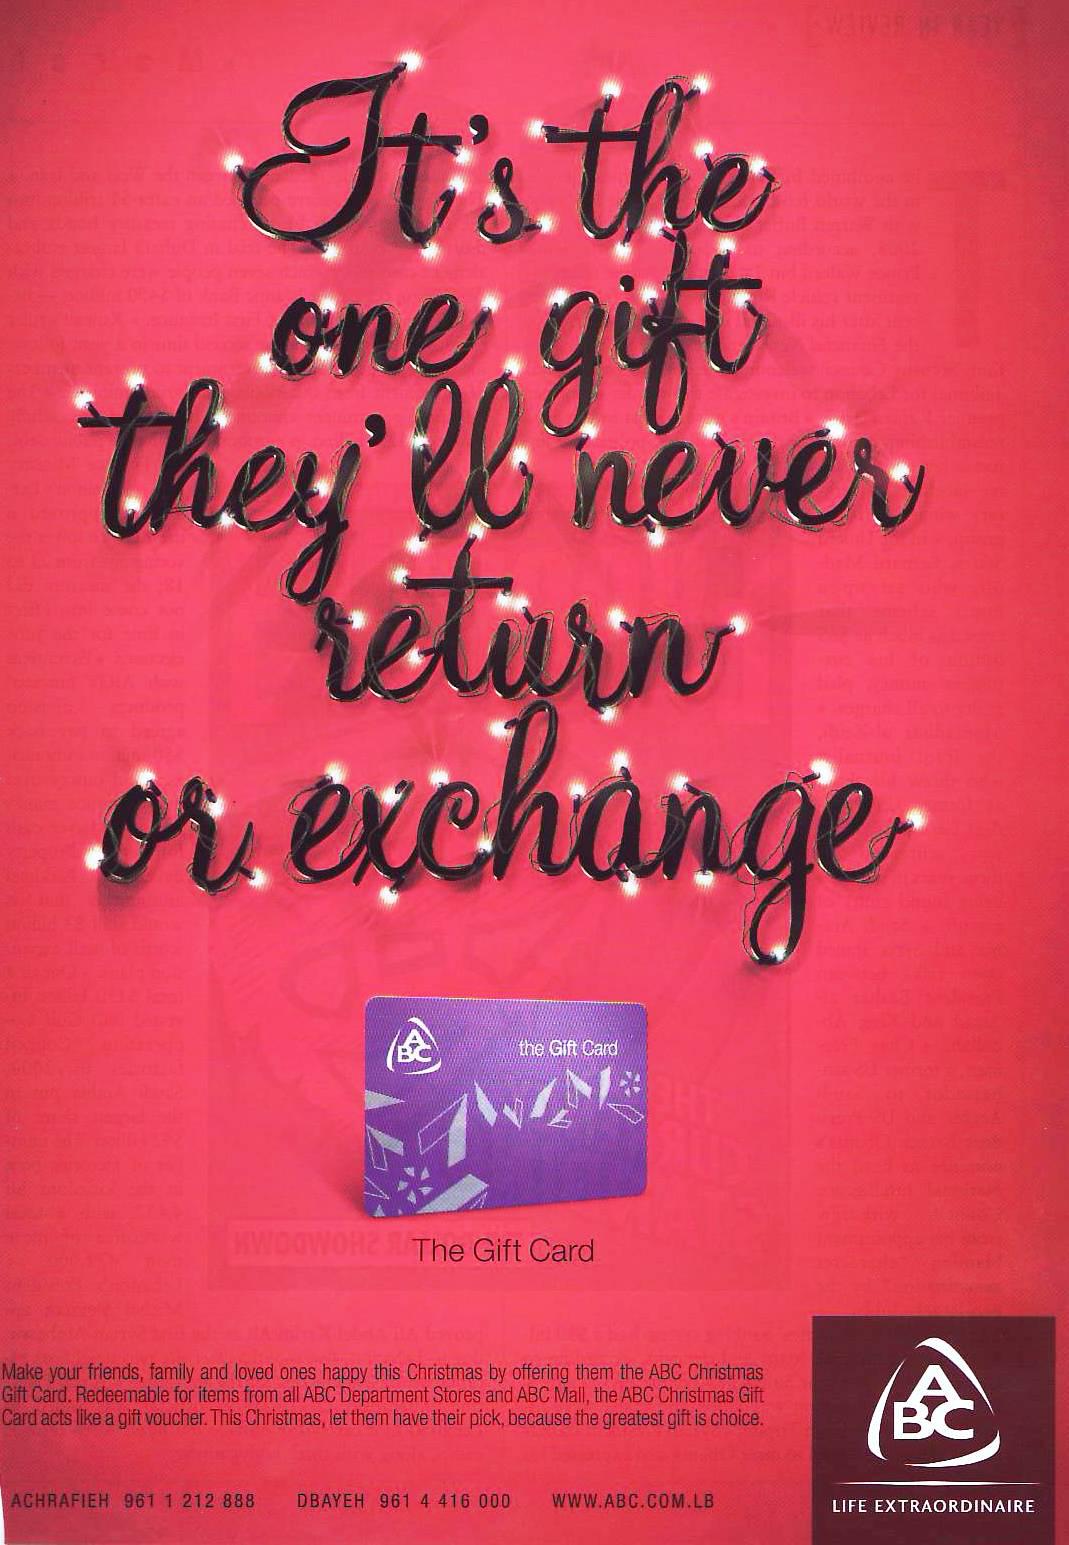 It's the
one gift
they'll never
return
or exchange
ABC
the Gift Card
The Gift Card
Make your friends, family and loved ones happy this Christmas by offering them the ABC Christmas
Gift Card. Redeemable for items from all ABC Department Stores and ABC Mall, the ABC Christmas Gift
Card acts like a gift voucher. This Christmas, let them have their pick, because the greatest gift is choice.
ACHRAFIEH 961 1 212 888 DBAYEH 961 4 416 000 WWW.ABC.COM.LB
ABC
LIFE EXTRAORDINAIRE